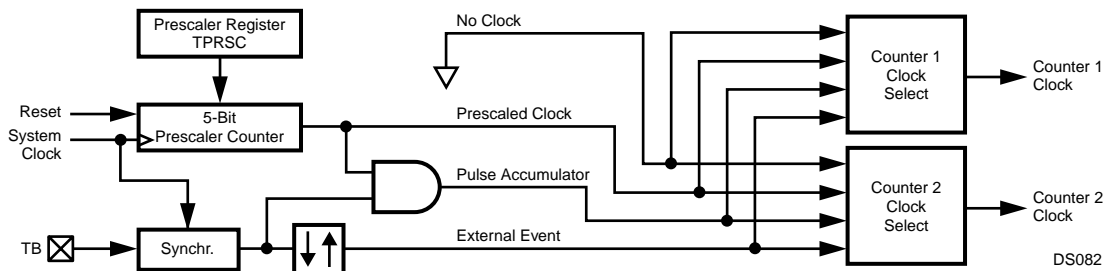 Prescaler Register
TPRSC
No Clock
Counter 1
Clock
Select
Counter 1
Clock
Reset
System
Clock
5-Bit
Prescaler Counter
Prescaled Clock
Pulse Accumulator
Counter 2
Clock
Select
Counter 2
Clock
TB
Synchr.
External Event
DS082